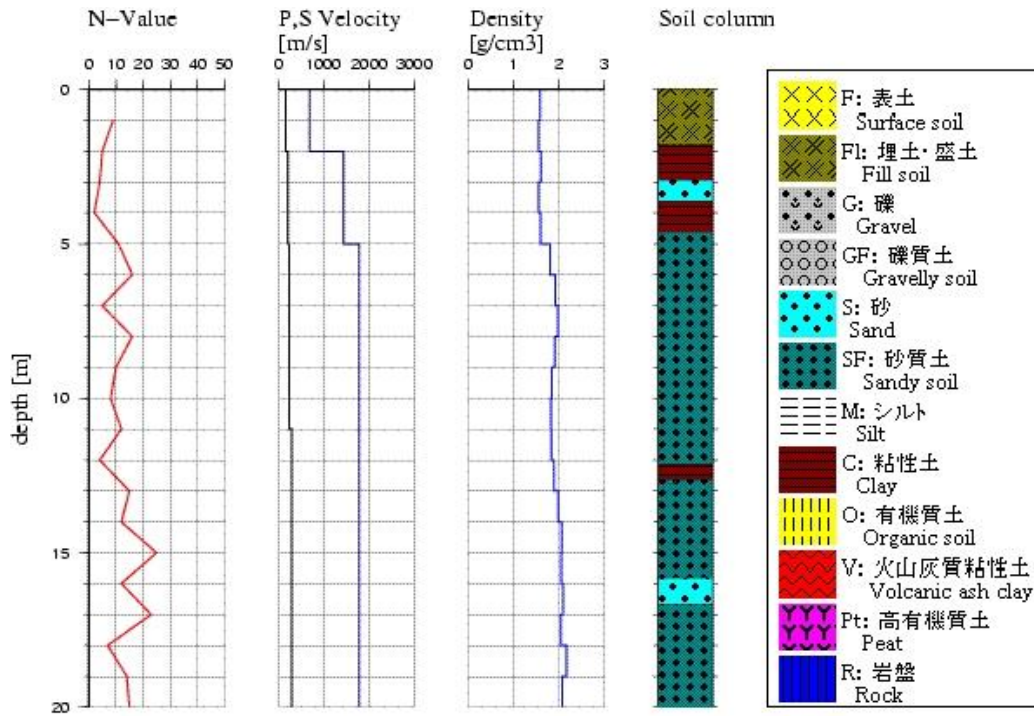 N-Value
P,S Velocity
[m/s]
Density
[g/cm3]
Soil column
0 10 20 30 40 50
0 1000 2000 3000
0 1 2 3
0
5
10
15
20
depth [m]
F: 表土
Surface soil
Fl: 埋土・盛土
Fill soil
G: 礫
Gravel
GF: 礫質土
Gravelly soil
S: 砂
Sand
SF: 砂質土
Sandy soil
M: シルト
Silt
C: 粘性土
Clay
O: 有機質土
Organic soil
V: 火山灰質粘性土
Volcanic ash clay
Pt: 高有機質土
Peat
R: 岩盤
Rock